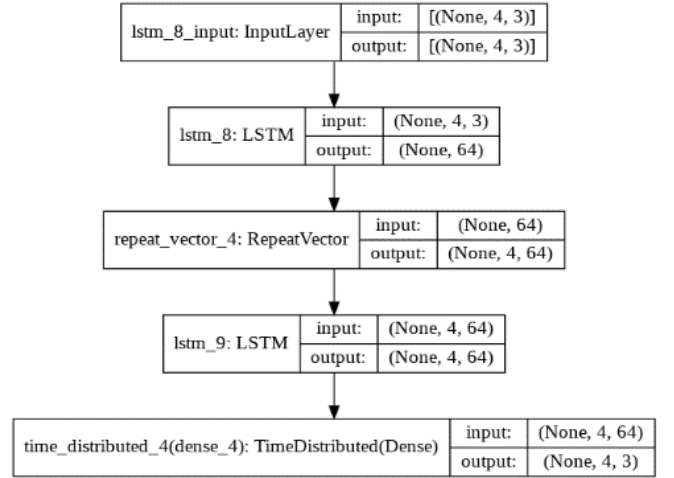 lstm_8_input: InputLayer
input: [(None, 4, 3)]
output: [(None, 4, 3)]
lstm_8: LSTM
input: (None, 4, 3)
output: (None, 64)
repeat_vector_4: RepeatVector
input: (None, 64)
output: (None, 4, 64)
lstm_9: LSTM
input: (None, 4, 64)
output: (None, 4, 64)
time_distributed_4(dense_4): TimeDistributed(Dense)
input: (None, 4, 64)
output: (None, 4, 3)